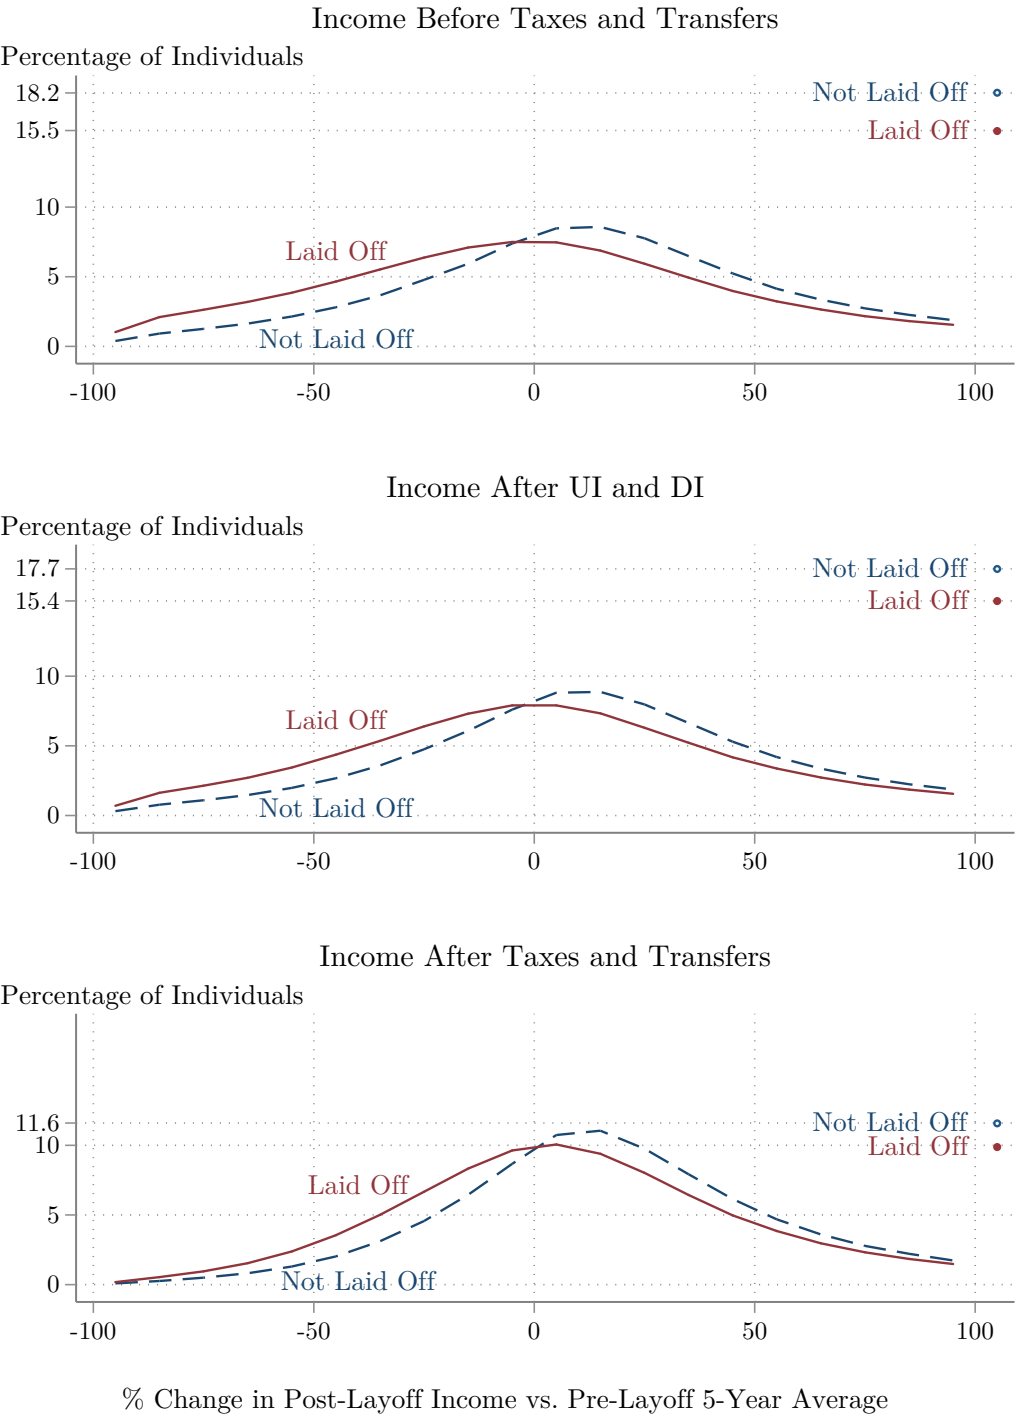 Income Before Taxes and Transfers
Percentage of Individuals
18.2
Not Laid Off
15.5
Laid Off
10
Laid Off
5
Not Laid Off
0
-100 -50 0 50 100
Income After UI and DI
Percentage of Individuals
17.7
Not Laid Off
15.4
Laid Off
10
Laid Off
5
Not Laid Off
0
-100 -50 0 50 100
Income After Taxes and Transfers
Percentage of Individuals
11.6
Not Laid Off
10
Laid Off
Laid Off
5
Not Laid Off
0
-100 -50 0 50 100
% Change in Post-Layoff Income vs. Pre-Layoff 5-Year Average